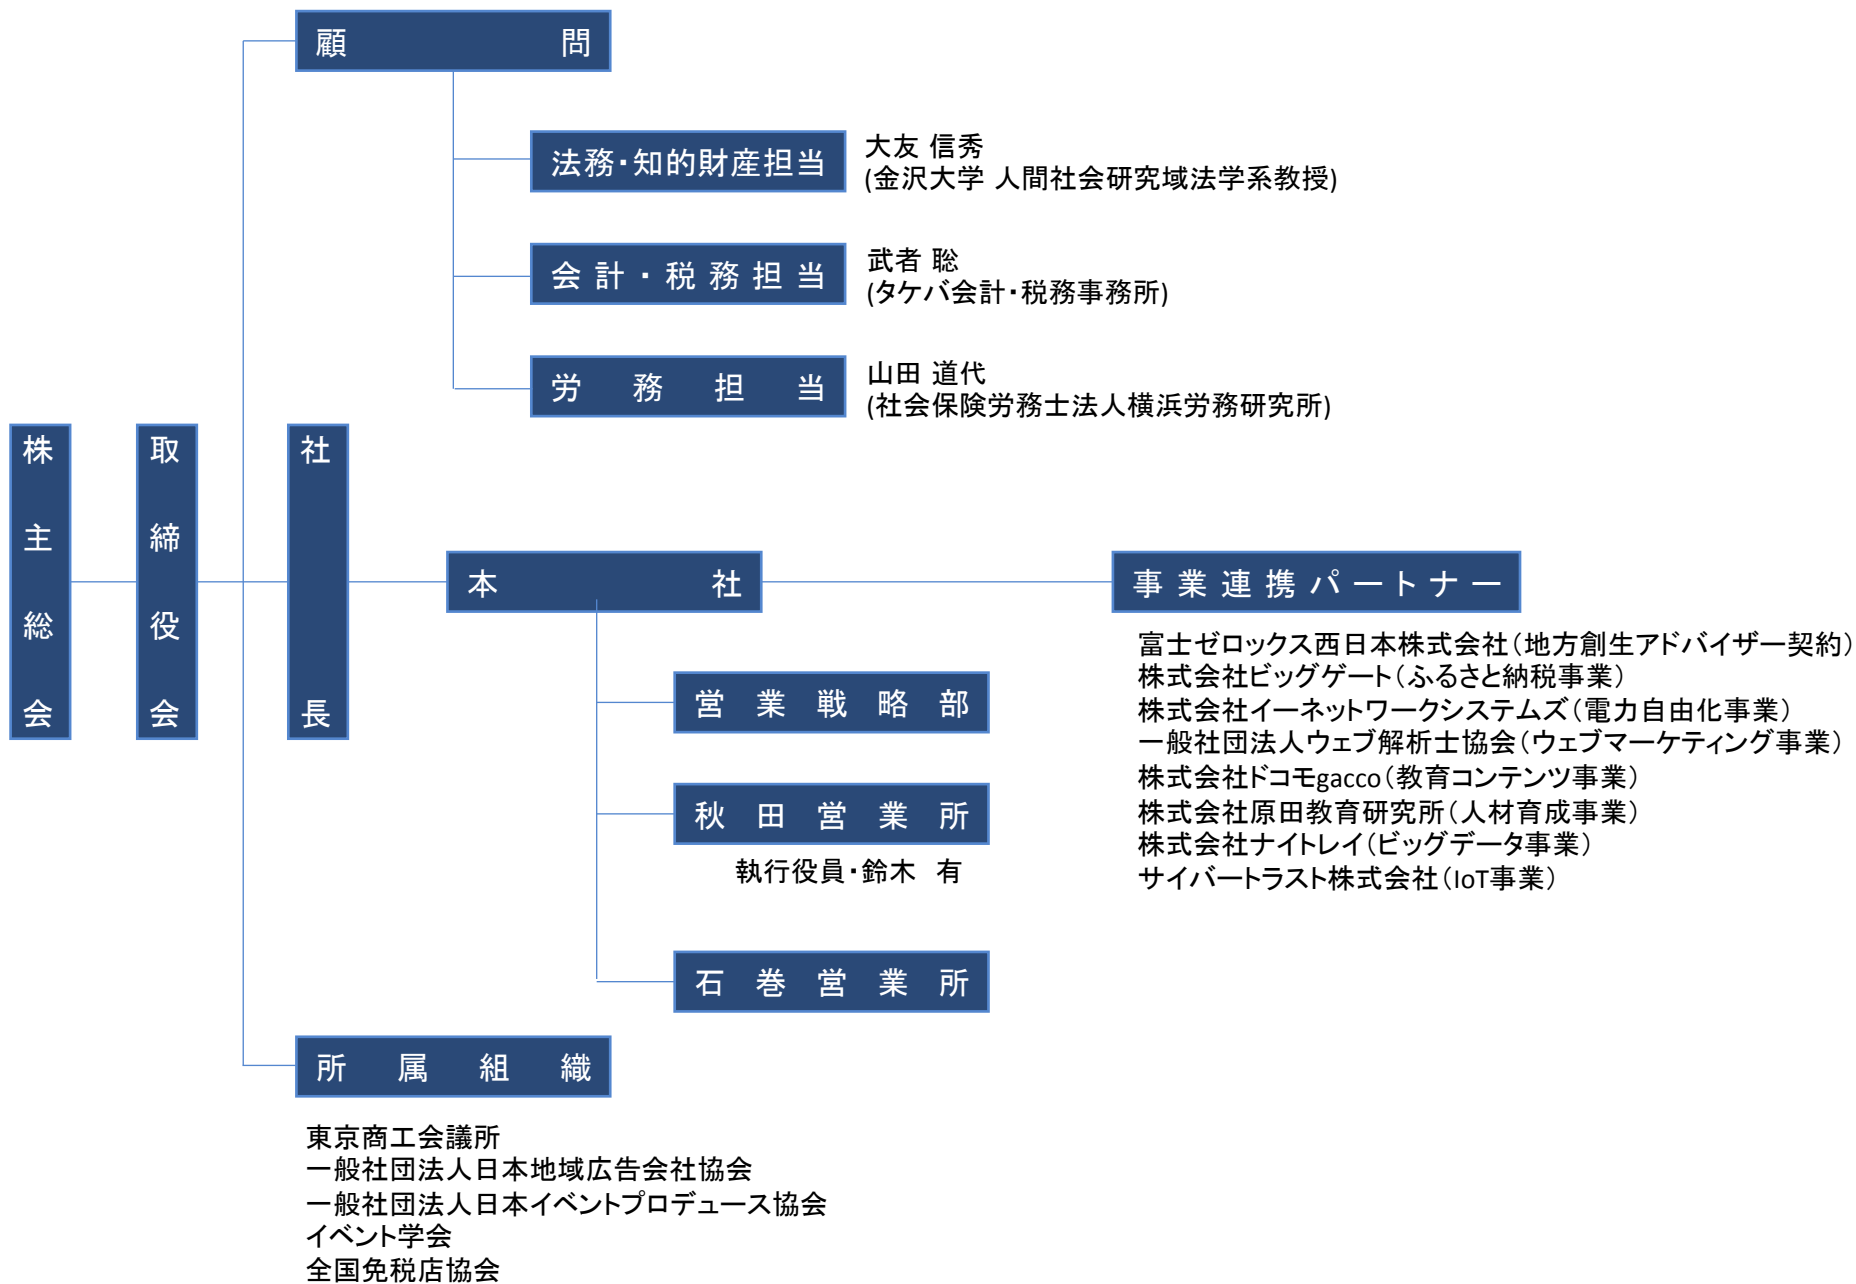 顧問
法務・知的財産担当
大友 信秀
(金沢大学 人間社会研究域法学系教授)
会計・税務担当
武者 聡
(タケバ会計・税務事務所)
労務担当
山田 道代
(社会保険労務士法人横浜労務研究所)
株主総会
取締役会
社長
本社
事業連携パートナー
富士ゼロックス西日本株式会社(地方創生アドバイザー契約)
株式会社ビッグゲート(ふるさと納税事業)
株式会社イーネットワークシステムズ(電力自由化事業)
一般社団法人ウェブ解析士協会(ウェブマーケティング事業)
株式会社ドコモgacco(教育コンテンツ事業)
株式会社原田教育研究所(人材育成事業)
株式会社ナイトレイ(ビッグデータ事業)
サイバートラスト株式会社(IoT事業)
営業戦略部
秋田営業所
執行役員・鈴木 有
石巻営業所
所属組織
東京商工会議所
一般社団法人日本地域広告会社協会
一般社団法人日本イベントプロデュース協会
イベント学会
全国免税店協会